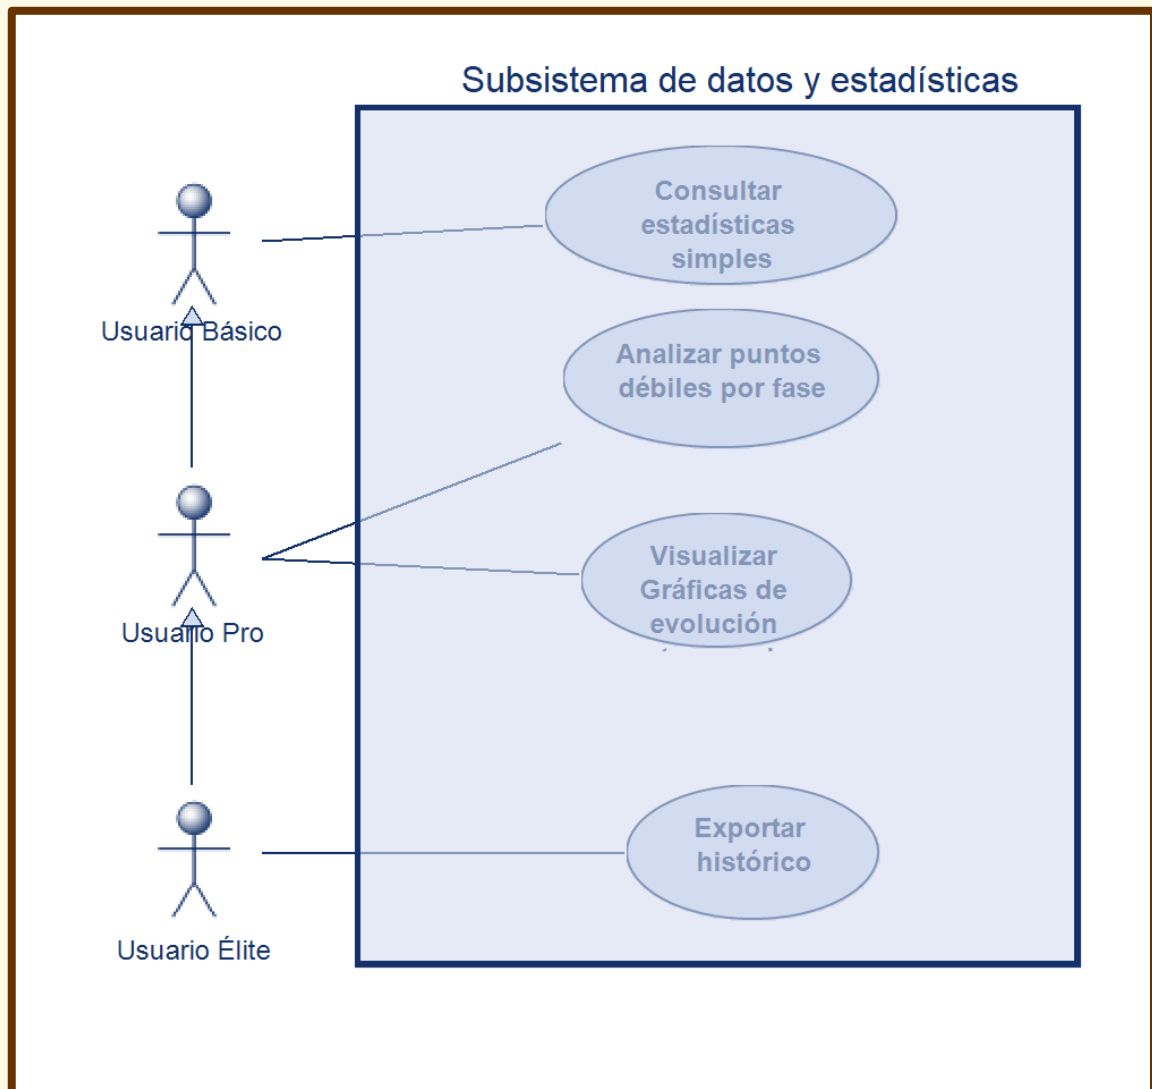 Subsistema de datos y estadísticas
Consultar
estadísticas
simples
Usuario Básico
Analizar puntos
débiles por fase
Visualizar
Gráficas de
evolución
Usuario Pro
Exportar
histórico
Usuario Élite